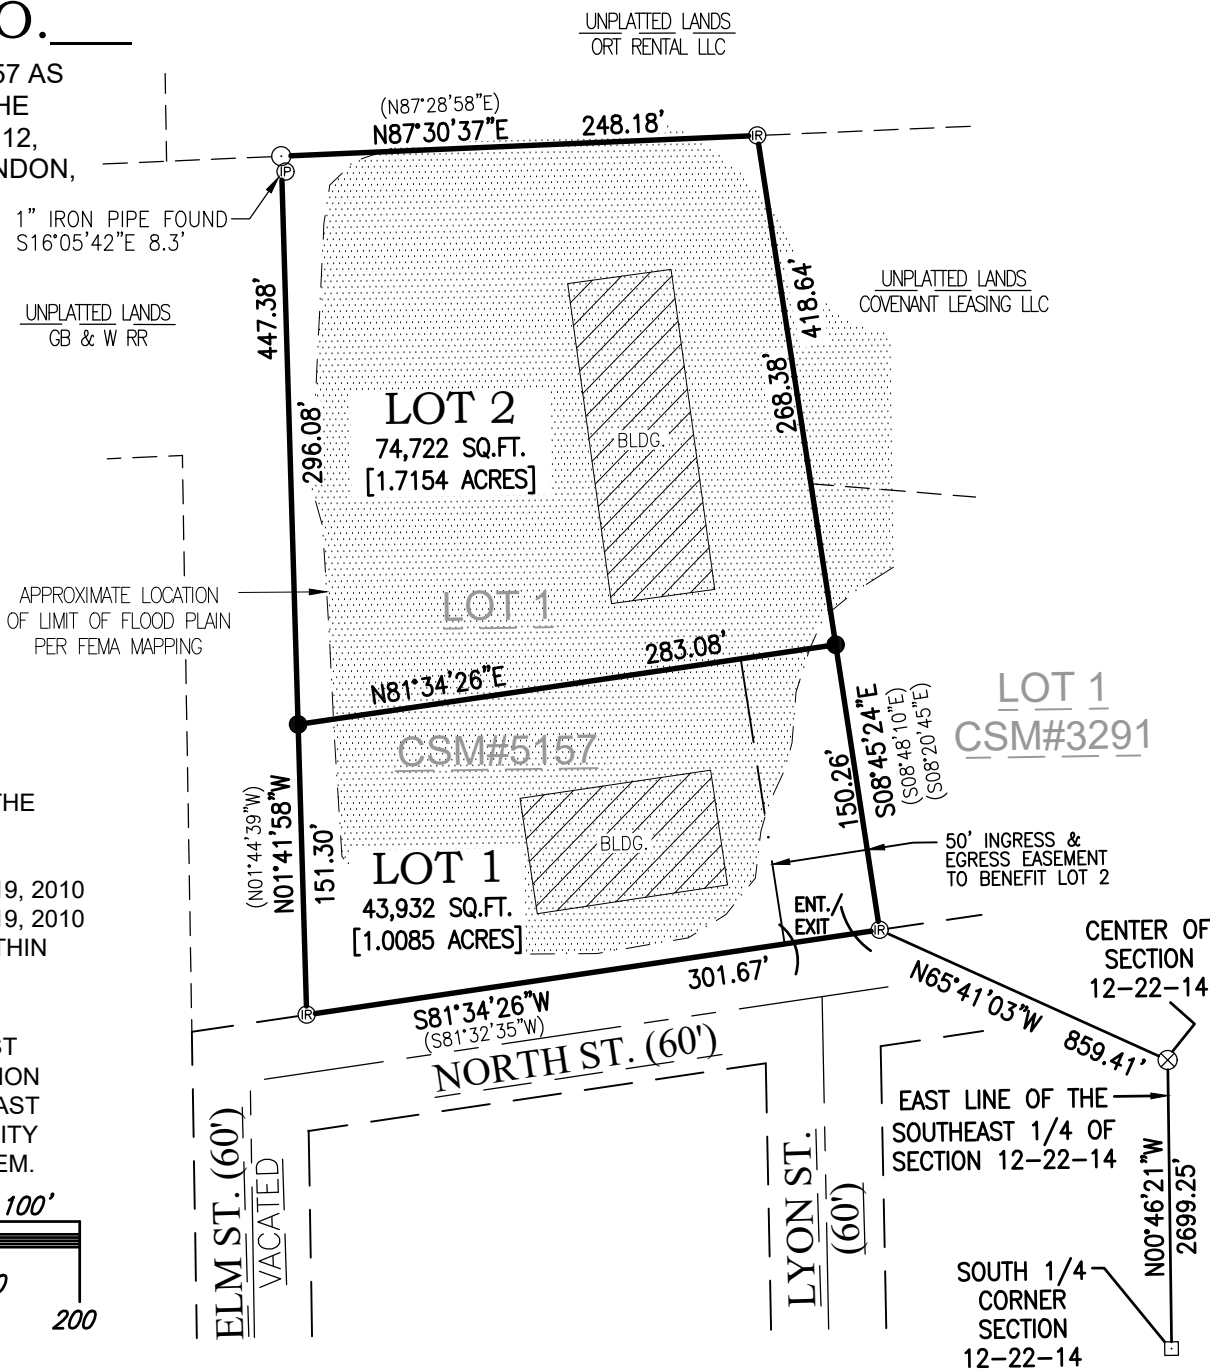 O.___
57 AS
HE
12,
NDON,
UNPLATTED LANDS
ORT RENTAL LLC
(N87°28'58"E)
N87°30'37"E 248.18'
IR
IP
1" IRON PIPE FOUND
S16°05'42"E 8.3'
UNPLATTED LANDS
GB & W RR
UNPLATTED LANDS
COVENANT LEASING LLC
447.38'
296.08'
418.64'
268.38'
LOT 2
74,722 SQ.FT.
[1.7154 ACRES]
BLDG.
APPROXIMATE LOCATION
OF LIMIT OF FLOOD PLAIN
PER FEMA MAPPING
LOT 1
N81°34'26"E 283.08'
CSM#5157
LOT 1
CSM#3291
S08°45'24"E
(S08°48'10"E)
(S08°20'45"E)
150.26'
(N01°44'39"W)
N01°41'58"W
151.30'
THE
19, 2010
19, 2010
THIN
BLDG.
LOT 1
43,932 SQ.FT.
[1.0085 ACRES]
50' INGRESS &
EGRESS EASEMENT
TO BENEFIT LOT 2
ENT./
EXIT
IR
IR
301.67'
S81°34'26"W
(S81°32'35"W)
NORTH ST. (60')
CENTER OF
SECTION
12-22-14
N65°41'03"W 859.41'
ST
ION
AST
ITY
EM.
EAST LINE OF THE
SOUTHEAST 1/4 OF
SECTION 12-22-14
N00°46'21"W
2699.25'
ELM ST. (60')
VACATED
LYON ST.
(60')
100'
0
200
SOUTH 1/4
CORNER
SECTION
12-22-14